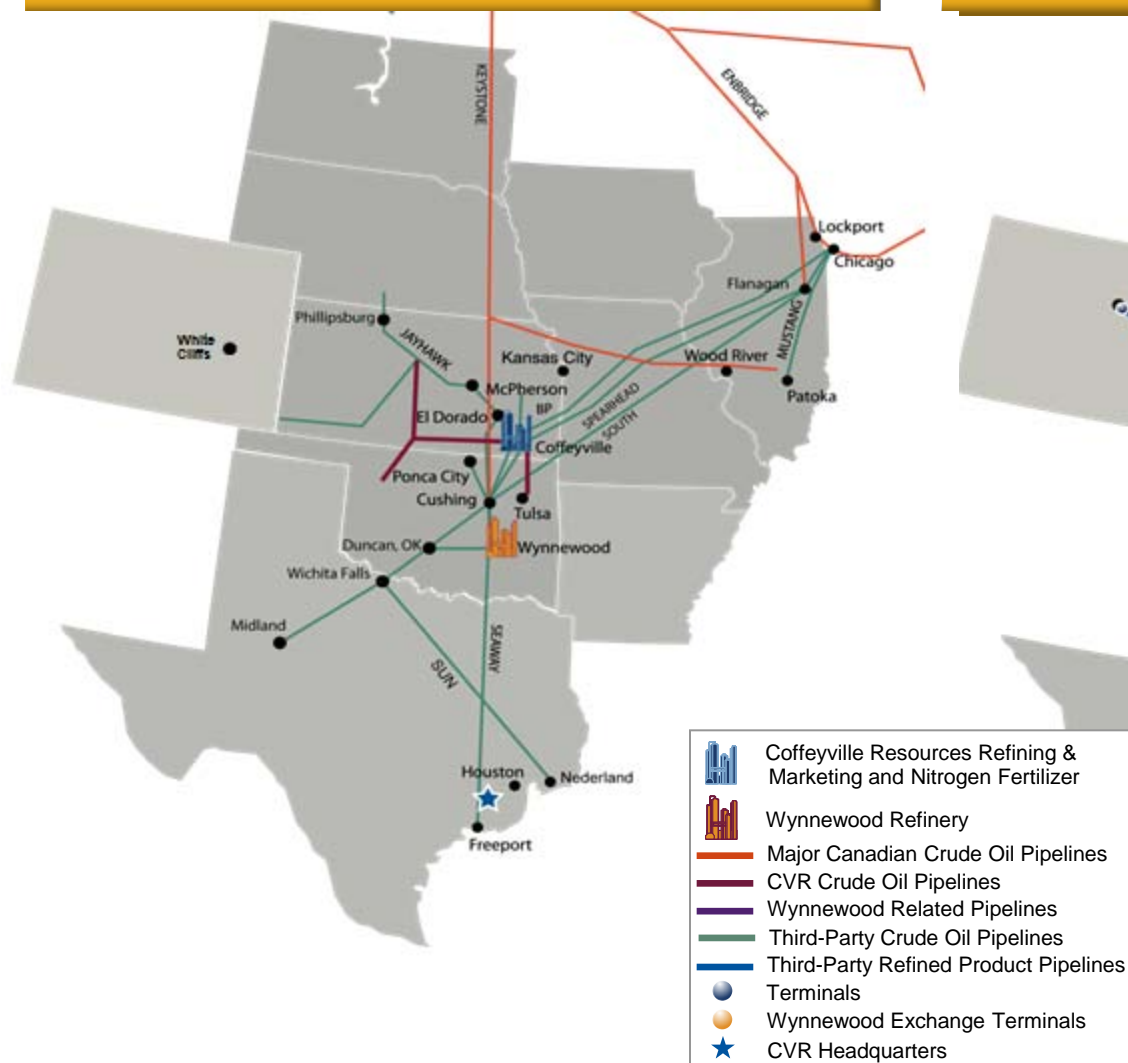 KEYSTONE
ENBRIDGE
Lockport
Chicago
Flanagan
MUSTANG
Phillipsburg
White
Cliffs
JAYHAWK
Kansas City
Wood River
McPherson
Patoka
El Dorado
BP
SPEARHEAD
SOUTH
Coffeyville
Ponca City
Cushing
Tulsa
Duncan, OK
Wynnewood
Wichita Falls
Midland
SEAWAY
SUN
Houston
Nederland
Freeport
Coffeyville Resources Refining &
Marketing and Nitrogen Fertilizer
Wynnewood Refinery
Major Canadian Crude Oil Pipelines
CVR Crude Oil Pipelines
Wynnewood Related Pipelines
Third-Party Crude Oil Pipelines
Third-Party Refined Product Pipelines
Terminals
Wynnewood Exchange Terminals
CVR Headquarters